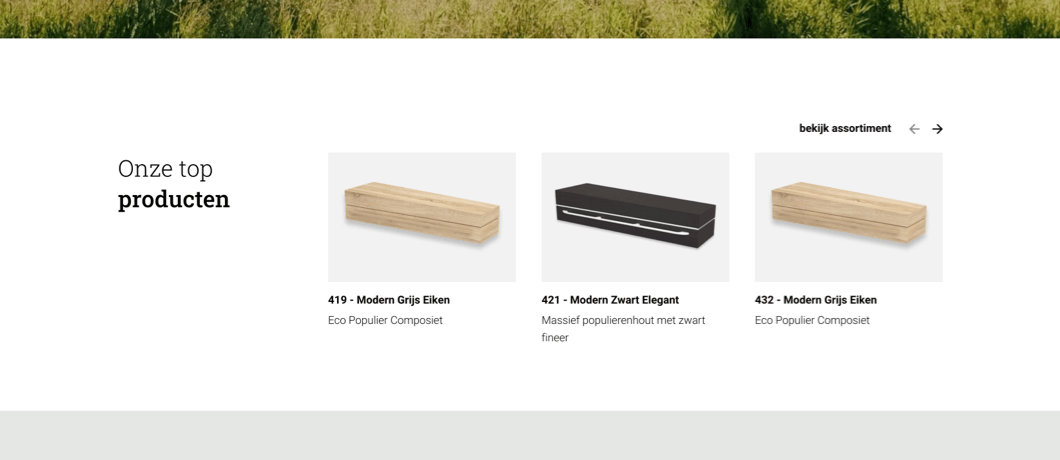 bekijk assortiment
Onze top
producten
419 - Modern Grijs Eiken
Eco Populier Composiet
421 - Modern Zwart Elegant
Massief populierenhout met zwart
fineer
432 - Modern Grijs Eiken
Eco Populier Composiet